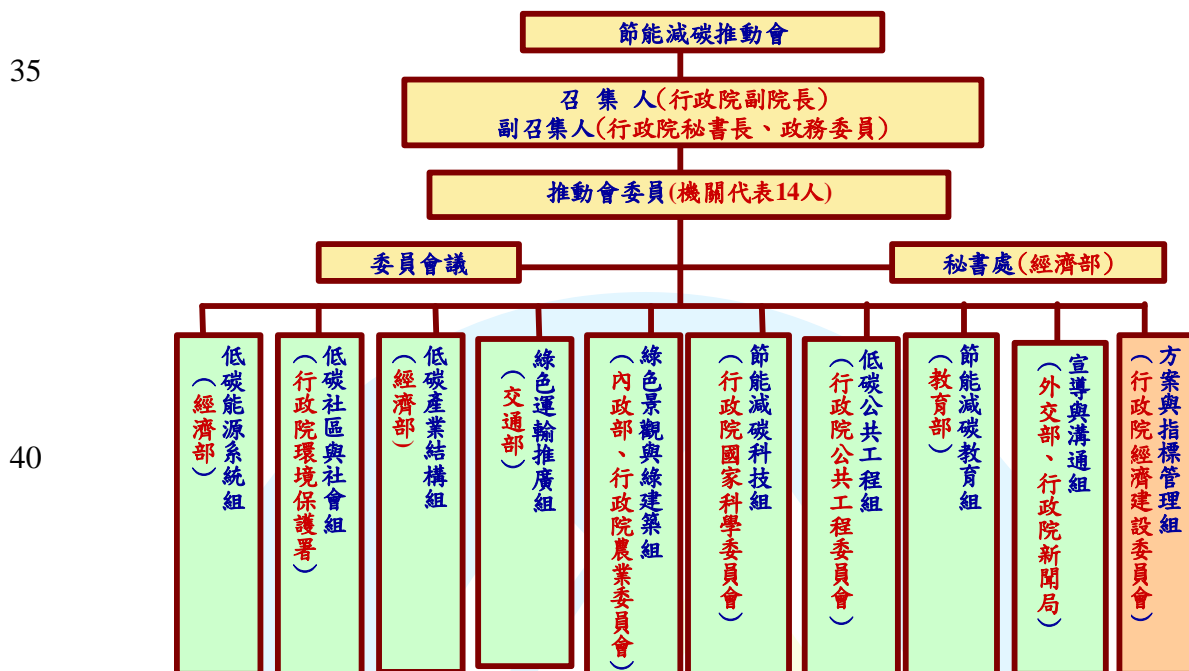 節能減碳推動會
35
召 集 人(行政院副院長)
副召集人(行政院秘書長、政務委員)
推動會委員(機關代表14人)
委員會議
秘書處(經濟部)
低碳能源系統組
(經濟部)
低碳社區與社會組
(行政院環境保護署)
低碳產業結構組
(經濟部)
綠色運輸推廣組
(交通部)
綠色景觀與綠建築組
(內政部、行政院農業委員會)
節能減碳科技組
(行政院國家科學委員會)
低碳公共工程組
(行政院公共工程委員會)
節能減碳教育組
(教育部)
宣導與溝通組
(外交部、行政院新聞局)
方案與指標管理組
(行政院經濟建設委員會)
40